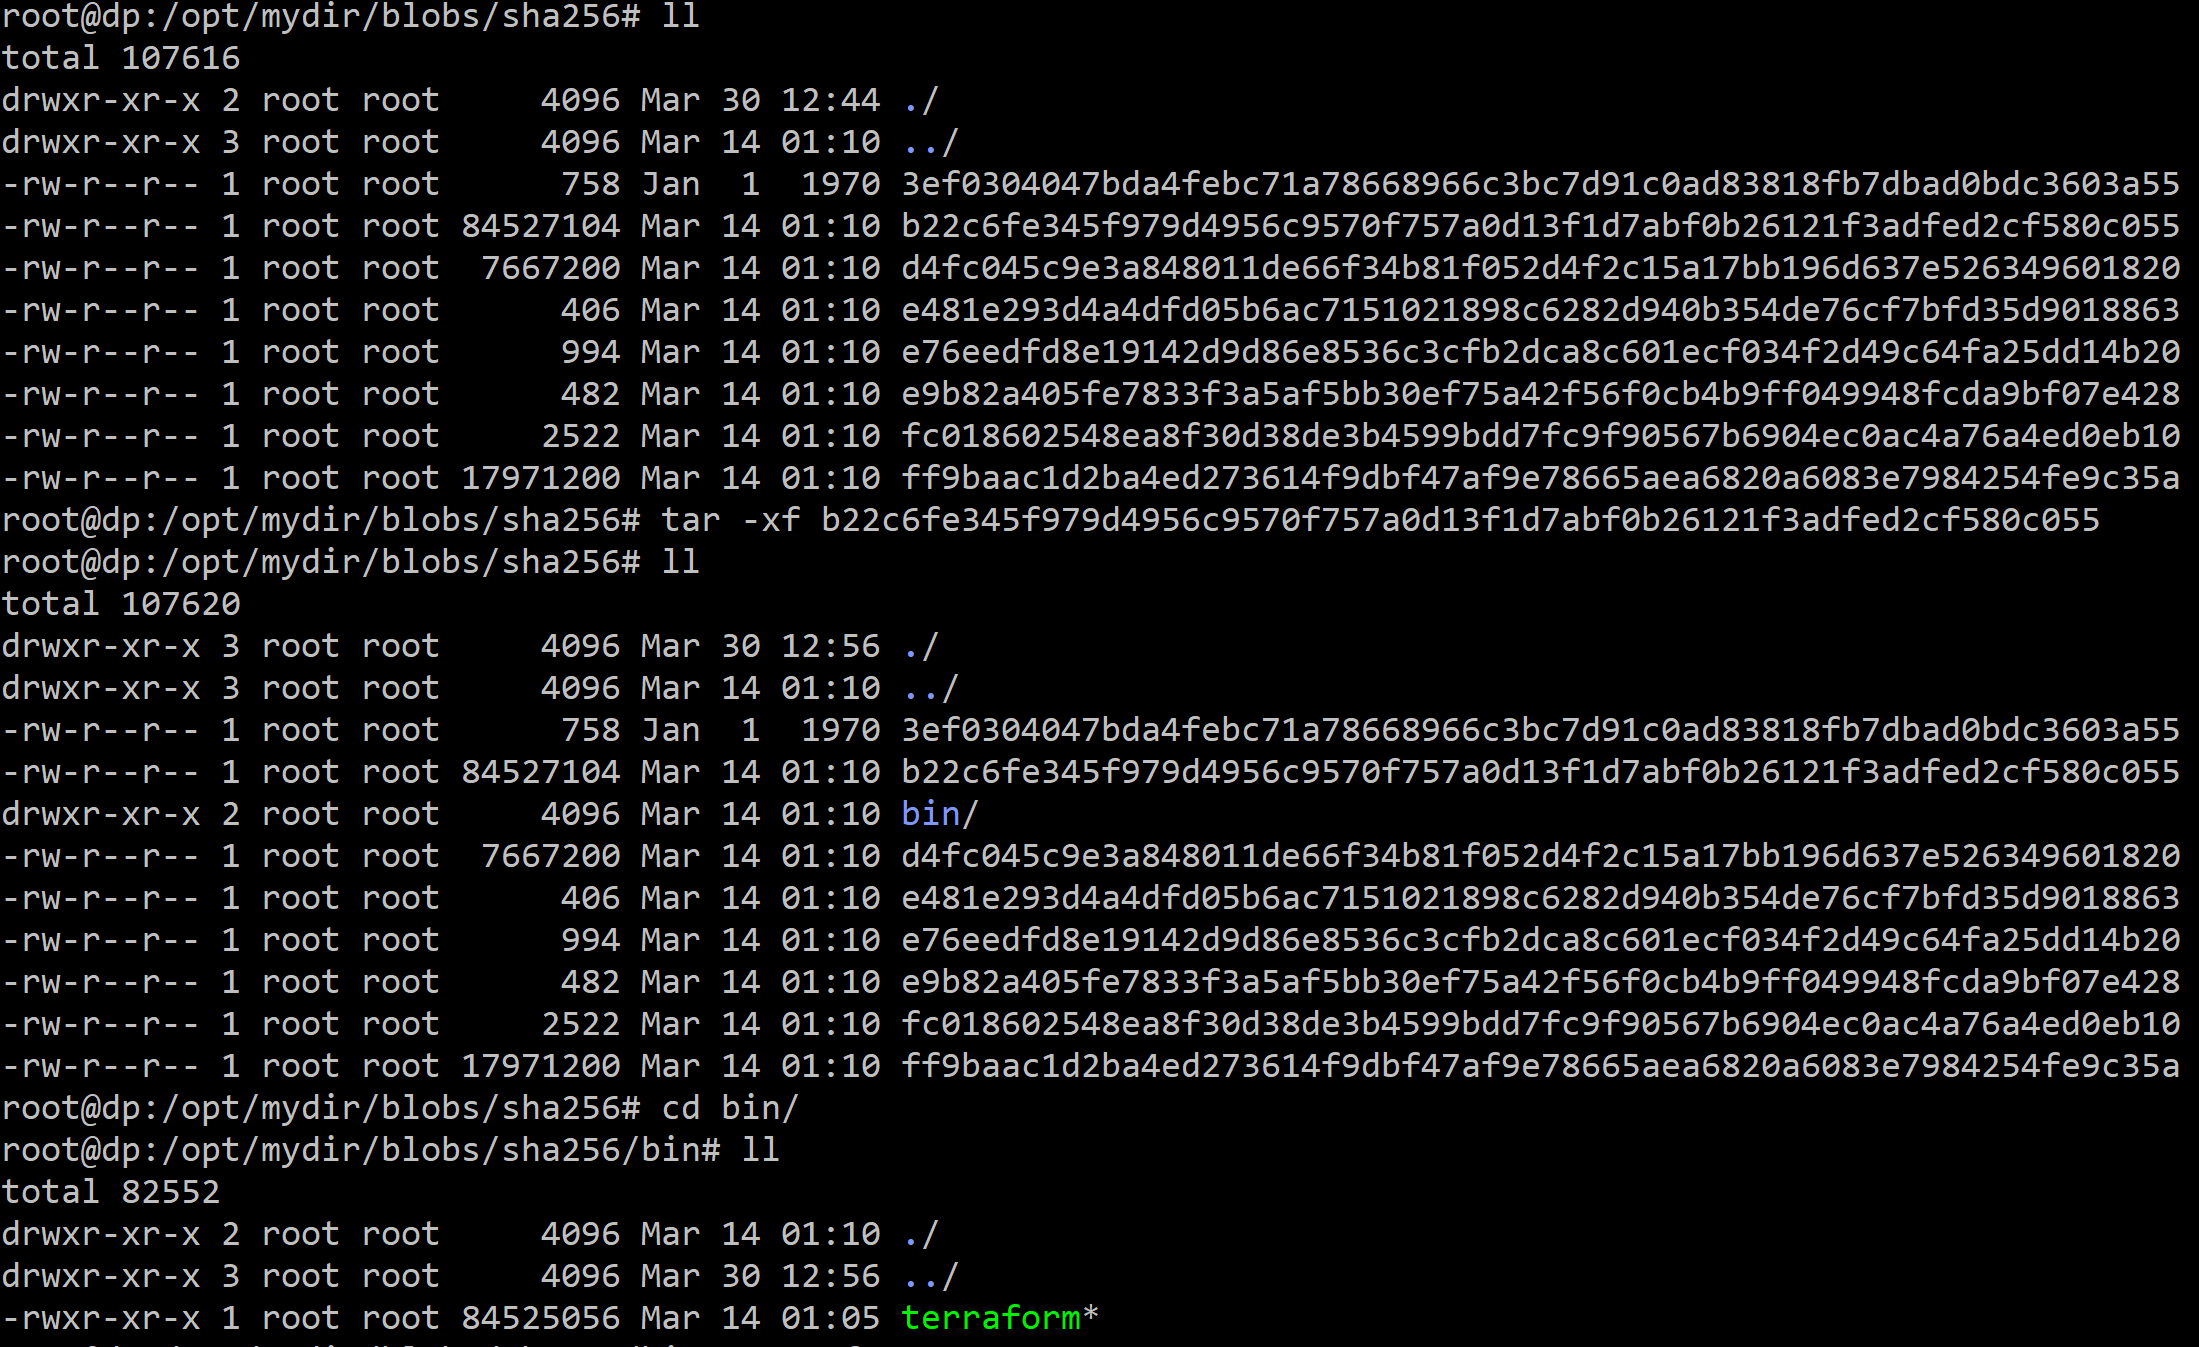 root@dp:/opt/mydir/blobs/sha256# ll
total 107616
drwxr-xr-x 2 root root     4096 Mar 30 12:44 ./
drwxr-xr-x 3 root root     4096 Mar 14 01:10 ../
-rw-r--r-- 1 root root      758 Jan  1  1970 3ef0304047bda4febc71a78668966c3bc7d91c0ad83818fb7dbad0bdc3603a55
-rw-r--r-- 1 root root 84527104 Mar 14 01:10 b22c6fe345f979d4956c9570f757a0d13f1d7abf0b26121f3adfed2cf580c055
-rw-r--r-- 1 root root  7667200 Mar 14 01:10 d4fc045c9e3a848011de66f34b81f052d4f2c15a17bb196d637e526349601820
-rw-r--r-- 1 root root      406 Mar 14 01:10 e481e293d4a4dfd05b6ac7151021898c6282d940b354de76cf7bfd35d9018863
-rw-r--r-- 1 root root      994 Mar 14 01:10 e76eedfd8e19142d9d86e8536c3cfb2dca8c601ecf034f2d49c64fa25dd14b20
-rw-r--r-- 1 root root      482 Mar 14 01:10 e9b82a405fe7833f3a5af5bb30ef75a42f56f0cb4b9ff049948fcda9bf07e428
-rw-r--r-- 1 root root     2522 Mar 14 01:10 fc018602548ea8f30d38de3b4599bdd7fc9f90567b6904ec0ac4a76a4ed0eb10
-rw-r--r-- 1 root root 17971200 Mar 14 01:10 ff9baac1d2ba4ed273614f9dbf47af9e78665aea6820a6083e7984254fe9c35a
root@dp:/opt/mydir/blobs/sha256# tar -xf b22c6fe345f979d4956c9570f757a0d13f1d7abf0b26121f3adfed2cf580c055
root@dp:/opt/mydir/blobs/sha256# ll
total 107620
drwxr-xr-x 3 root root     4096 Mar 30 12:56 ./
drwxr-xr-x 3 root root     4096 Mar 14 01:10 ../
-rw-r--r-- 1 root root      758 Jan  1  1970 3ef0304047bda4febc71a78668966c3bc7d91c0ad83818fb7dbad0bdc3603a55
-rw-r--r-- 1 root root 84527104 Mar 14 01:10 b22c6fe345f979d4956c9570f757a0d13f1d7abf0b26121f3adfed2cf580c055
drwxr-xr-x 2 root root     4096 Mar 14 01:10 bin/
-rw-r--r-- 1 root root  7667200 Mar 14 01:10 d4fc045c9e3a848011de66f34b81f052d4f2c15a17bb196d637e526349601820
-rw-r--r-- 1 root root      406 Mar 14 01:10 e481e293d4a4dfd05b6ac7151021898c6282d940b354de76cf7bfd35d9018863
-rw-r--r-- 1 root root      994 Mar 14 01:10 e76eedfd8e19142d9d86e8536c3cfb2dca8c601ecf034f2d49c64fa25dd14b20
-rw-r--r-- 1 root root      482 Mar 14 01:10 e9b82a405fe7833f3a5af5bb30ef75a42f56f0cb4b9ff049948fcda9bf07e428
-rw-r--r-- 1 root root     2522 Mar 14 01:10 fc018602548ea8f30d38de3b4599bdd7fc9f90567b6904ec0ac4a76a4ed0eb10
-rw-r--r-- 1 root root 17971200 Mar 14 01:10 ff9baac1d2ba4ed273614f9dbf47af9e78665aea6820a6083e7984254fe9c35a
root@dp:/opt/mydir/blobs/sha256# cd bin/
root@dp:/opt/mydir/blobs/sha256/bin# ll
total 82552
drwxr-xr-x 2 root root     4096 Mar 14 01:10 ./
drwxr-xr-x 3 root root     4096 Mar 30 12:56 ../
-rwxr-xr-x 1 root root 84525056 Mar 14 01:05 terraform*